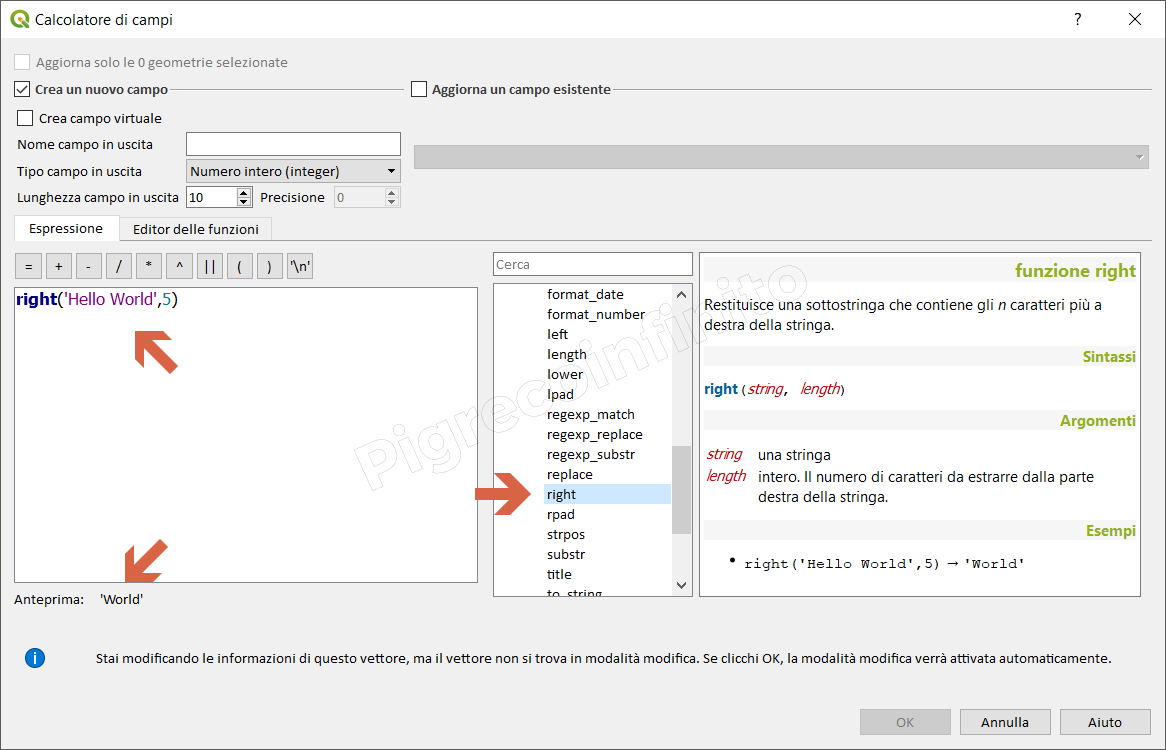 Calcolatore di campi
?
Aggiorna solo le 0 geometrie selezionate
Crea un nuovo campo
Aggiorna un campo esistente
Crea campo virtuale
Nome campo in uscita
Tipo campo in uscita
Numero intero (integer)
Lunghezza campo in uscita
10
Precisione
0
Espressione
Editor delle funzioni
=
+
-
/
*
^
||
(
)
'\n'
right('Hello World',5)
Anteprima: 'World'
Cerca
format_date
format_number
left
length
lower
lpad
regexp_match
regexp_replace
regexp_substr
replace
right
rpad
strpos
substr
title
to_string
funzione right
Restituisce una sottostringa che contiene gli n caratteri più a
destra della stringa.
Sintassi
right (string, length)
Argomenti
string una stringa
length intero. Il numero di caratteri da estrarre dalla parte
destra della stringa.
Esempi
• right('Hello World',5) → 'World'
Pigrecoinfinito
i
Stai modificando le informazioni di questo vettore, ma il vettore non si trova in modalità modifica. Se clicchi OK, la modalità modifica verrà attivata automaticamente.
OK
Annulla
Aiuto